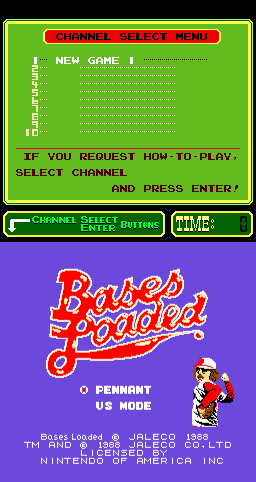 CHANNEL SELECT MENU
1 NEW GAME 1
2
3
4
5
6
7
8
9
10
IF YOU REQUEST HOW-TO-PLAY,
SELECT CHANNEL
AND PRESS ENTER!
CHANNEL SELECT
ENTER BUTTONS
TIME: 0
Bases
Loaded
PENNANT
VS MODE
Bases Loaded © JALECO 1988
TM AND © 1988 JALECO CO.,LTD
LICENSED BY
NINTENDO OF AMERICA INC